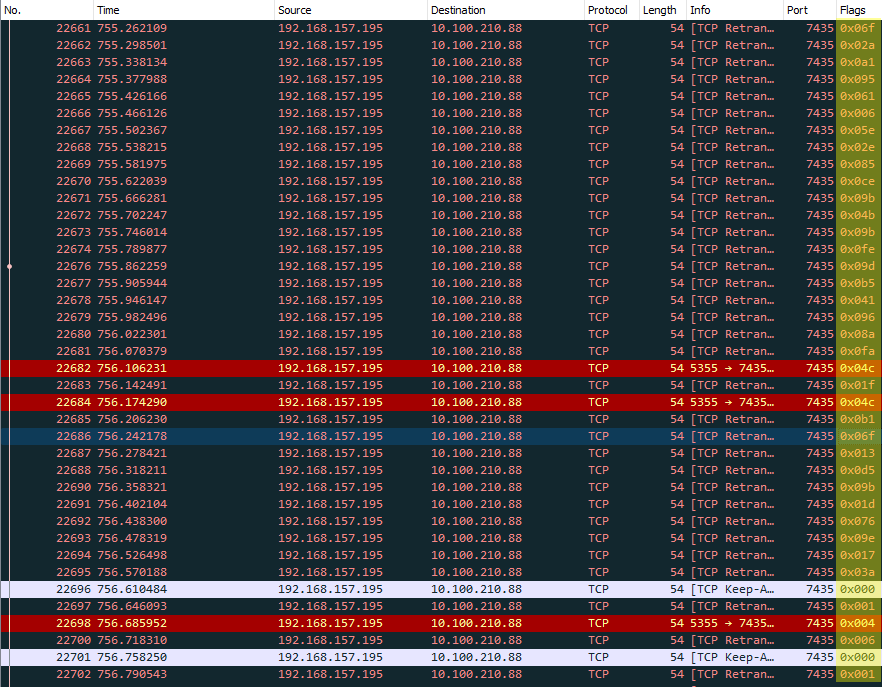 No. Time Source Destination Protocol Length Info Port Flags
22661 755.262109 192.168.157.195 10.100.210.88 TCP 54 [TCP Retran… 7435 0x06f
22662 755.298501 192.168.157.195 10.100.210.88 TCP 54 [TCP Retran… 7435 0x02a
22663 755.338134 192.168.157.195 10.100.210.88 TCP 54 [TCP Retran… 7435 0x0a1
22664 755.377988 192.168.157.195 10.100.210.88 TCP 54 [TCP Retran… 7435 0x095
22665 755.426166 192.168.157.195 10.100.210.88 TCP 54 [TCP Retran… 7435 0x061
22666 755.466126 192.168.157.195 10.100.210.88 TCP 54 [TCP Retran… 7435 0x006
22667 755.502367 192.168.157.195 10.100.210.88 TCP 54 [TCP Retran… 7435 0x05e
22668 755.538215 192.168.157.195 10.100.210.88 TCP 54 [TCP Retran… 7435 0x02e
22669 755.581975 192.168.157.195 10.100.210.88 TCP 54 [TCP Retran… 7435 0x085
22670 755.622039 192.168.157.195 10.100.210.88 TCP 54 [TCP Retran… 7435 0x0ce
22671 755.666281 192.168.157.195 10.100.210.88 TCP 54 [TCP Retran… 7435 0x09b
22672 755.702247 192.168.157.195 10.100.210.88 TCP 54 [TCP Retran… 7435 0x04b
22673 755.746014 192.168.157.195 10.100.210.88 TCP 54 [TCP Retran… 7435 0x09b
22674 755.789877 192.168.157.195 10.100.210.88 TCP 54 [TCP Retran… 7435 0x0fe
22676 755.862259 192.168.157.195 10.100.210.88 TCP 54 [TCP Retran… 7435 0x09d
22677 755.905944 192.168.157.195 10.100.210.88 TCP 54 [TCP Retran… 7435 0x0b5
22678 755.946147 192.168.157.195 10.100.210.88 TCP 54 [TCP Retran… 7435 0x041
22679 755.982496 192.168.157.195 10.100.210.88 TCP 54 [TCP Retran… 7435 0x096
22680 756.022301 192.168.157.195 10.100.210.88 TCP 54 [TCP Retran… 7435 0x08a
22681 756.070379 192.168.157.195 10.100.210.88 TCP 54 [TCP Retran… 7435 0x0fa
22682 756.106231 192.168.157.195 10.100.210.88 TCP 54 5355 → 7435… 7435 0x04c
22683 756.142491 192.168.157.195 10.100.210.88 TCP 54 [TCP Retran… 7435 0x01f
22684 756.174290 192.168.157.195 10.100.210.88 TCP 54 5355 → 7435… 7435 0x04c
22685 756.206230 192.168.157.195 10.100.210.88 TCP 54 [TCP Retran… 7435 0x0b1
22686 756.242178 192.168.157.195 10.100.210.88 TCP 54 [TCP Retran… 7435 0x06f
22687 756.278421 192.168.157.195 10.100.210.88 TCP 54 [TCP Retran… 7435 0x013
22688 756.318211 192.168.157.195 10.100.210.88 TCP 54 [TCP Retran… 7435 0x0d5
22690 756.358321 192.168.157.195 10.100.210.88 TCP 54 [TCP Retran… 7435 0x09b
22691 756.402104 192.168.157.195 10.100.210.88 TCP 54 [TCP Retran… 7435 0x01d
22692 756.438300 192.168.157.195 10.100.210.88 TCP 54 [TCP Retran… 7435 0x076
22693 756.478319 192.168.157.195 10.100.210.88 TCP 54 [TCP Retran… 7435 0x09e
22694 756.526498 192.168.157.195 10.100.210.88 TCP 54 [TCP Retran… 7435 0x017
22695 756.570188 192.168.157.195 10.100.210.88 TCP 54 [TCP Retran… 7435 0x03a
22696 756.610484 192.168.157.195 10.100.210.88 TCP 54 [TCP Keep-A… 7435 0x000
22697 756.646093 192.168.157.195 10.100.210.88 TCP 54 [TCP Retran… 7435 0x001
22698 756.685952 192.168.157.195 10.100.210.88 TCP 54 5355 → 7435… 7435 0x004
22700 756.718310 192.168.157.195 10.100.210.88 TCP 54 [TCP Retran… 7435 0x006
22701 756.758250 192.168.157.195 10.100.210.88 TCP 54 [TCP Keep-A… 7435 0x000
22702 756.790543 192.168.157.195 10.100.210.88 TCP 54 [TCP Retran… 7435 0x001